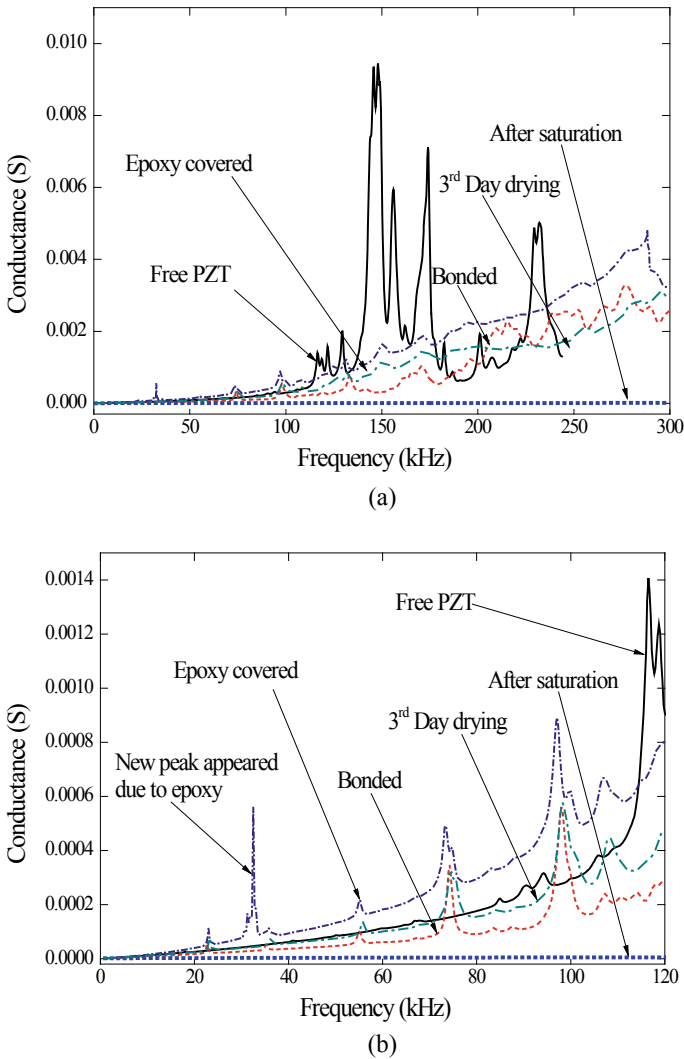 0.010
0.008
0.006
0.004
0.002
0.000
Conductance (S)
After saturation
Epoxy covered
3rd Day drying
Free PZT
Bonded
0 50 100 150 200 250 300
Frequency (kHz)
(a)
0.0014
0.0012
0.0010
0.0008
0.0006
0.0004
0.0002
0.0000
Conductance (S)
Free PZT
Epoxy covered
After saturation
3rd Day drying
New peak appeared
due to epoxy
Bonded
0 20 40 60 80 100 120
Frequency (kHz)
(b)